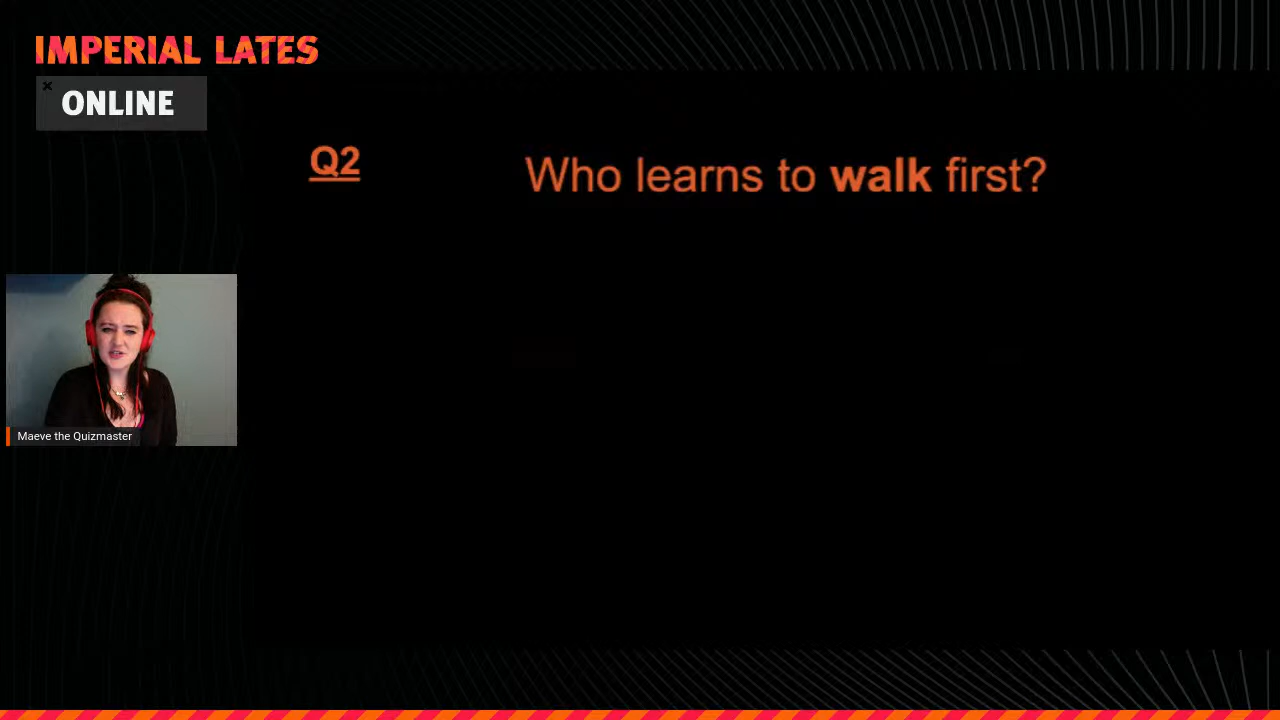 IMPERIAL LATES
ONLINE
Q2
Who learns to walk first?
Maeve the Quizmaster